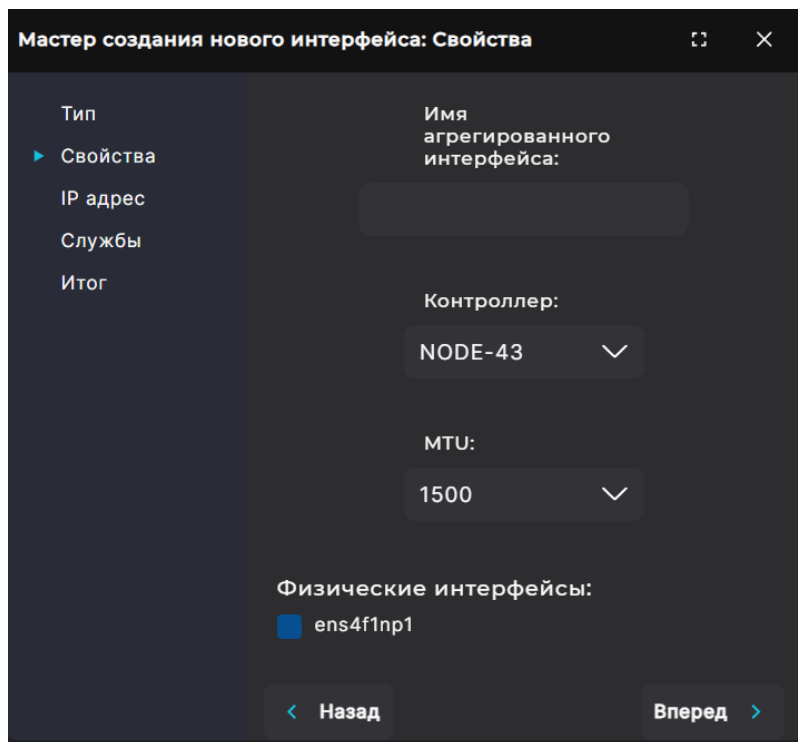 Мастер создания нового интерфейса: Свойства
Тип
Свойства
IP адрес
Службы
Итог
Имя
агрегированного
интерфейса:
Контроллер:
NODE-43
MTU:
1500
Физические интерфейсы:
ens4f1np1
Назад
Вперед